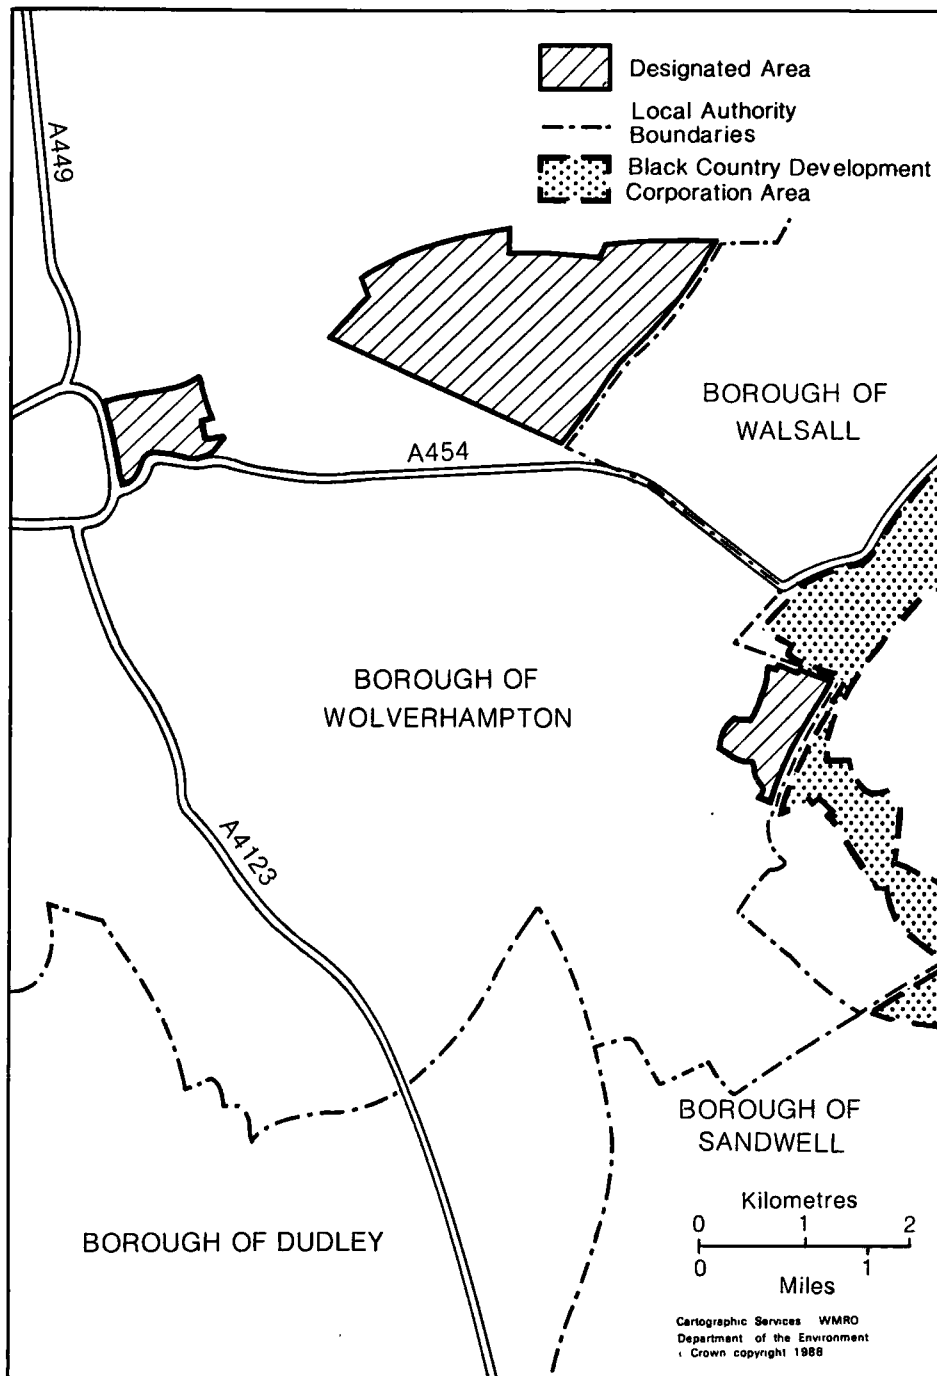 Designated Area
Local Authority
Boundaries
Black Country Development
Corporation Area
A449
BOROUGH OF
WALSALL
A454
BOROUGH OF
WOLVERHAMPTON
A4123
BOROUGH OF
SANDWELL
BOROUGH OF DUDLEY
Kilometres
0 1 2
0 1
Miles
Cartographic Services WMRO
Department of the Environment
Crown copyright 1988